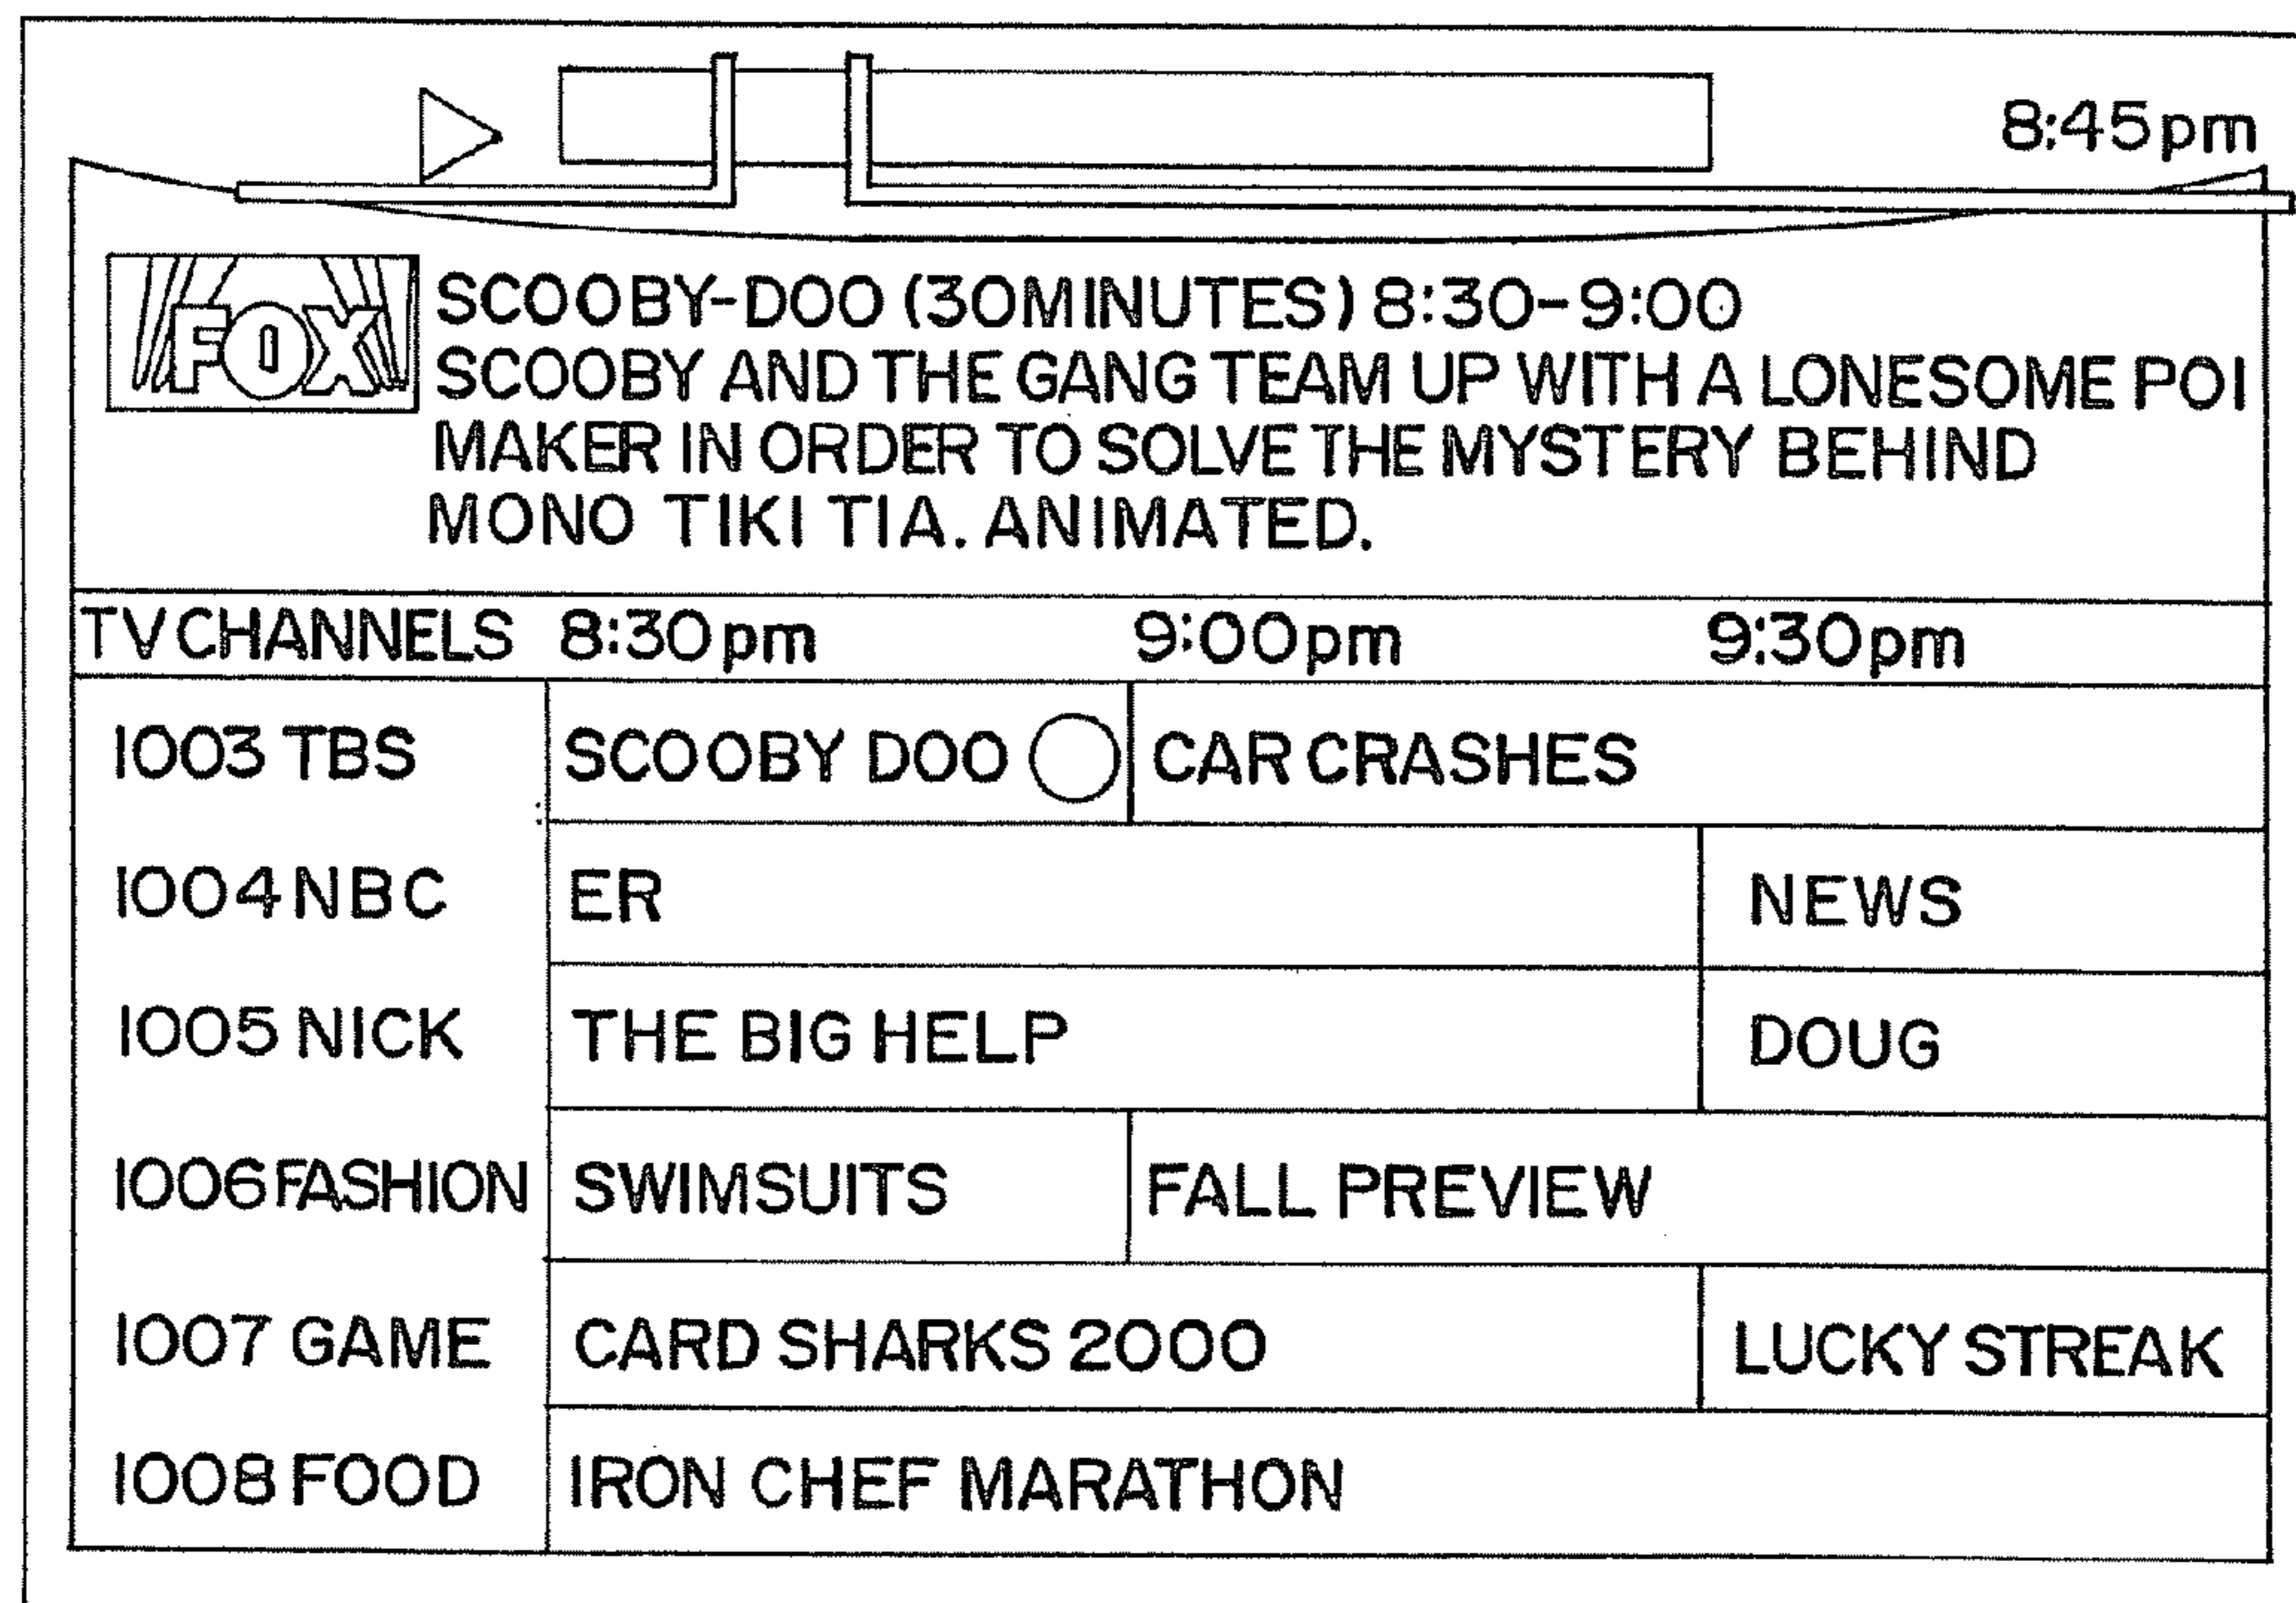 8:45pm
FOX
SCOOBY-DOO (30MINUTES) 8:30-9:00
SCOOBY AND THE GANG TEAM UP WITH A LONESOME POI
MAKER IN ORDER TO SOLVE THE MYSTERY BEHIND
MONO TIKI TIA. ANIMATED.
TV CHANNELS 8:30pm 9:00pm 9:30pm
1003 TBS SCOOBY DOO CAR CRASHES
1004 NBC ER NEWS
1005 NICK THE BIG HELP DOUG
1006 FASHION SWIMSUITS FALL PREVIEW
1007 GAME CARD SHARKS 2000 LUCKY STREAK
1008 FOOD IRON CHEF MARATHON